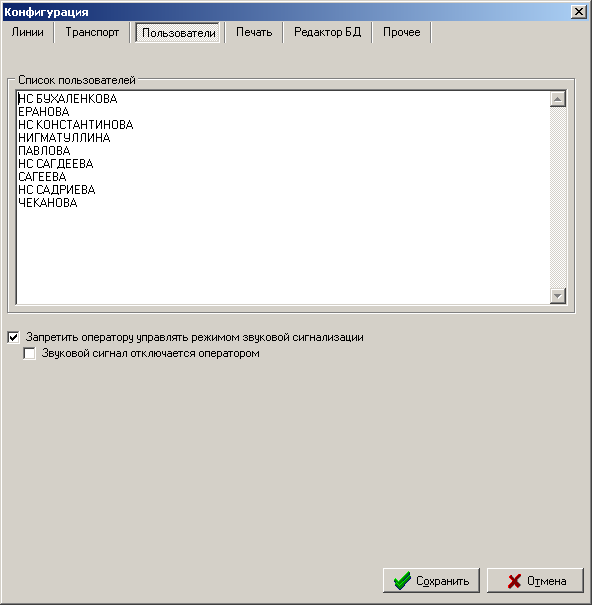 Конфигурация
Линии Транспорт Пользователи Печать Редактор БД Прочее
Список пользователей
НС БУХАЛЕНКОВА
ЕРАНОВА
НС КОНСТАНТИНОВА
НИГМАТУЛЛИНА
ПАВЛОВА
НС САГДЕЕВА
САГЕЕВА
НС САДРИЕВА
ЧЕКАНОВА
Запретить оператору управлять режимом звуковой сигнализации
Звуковой сигнал отключается оператором
Сохранить Отмена